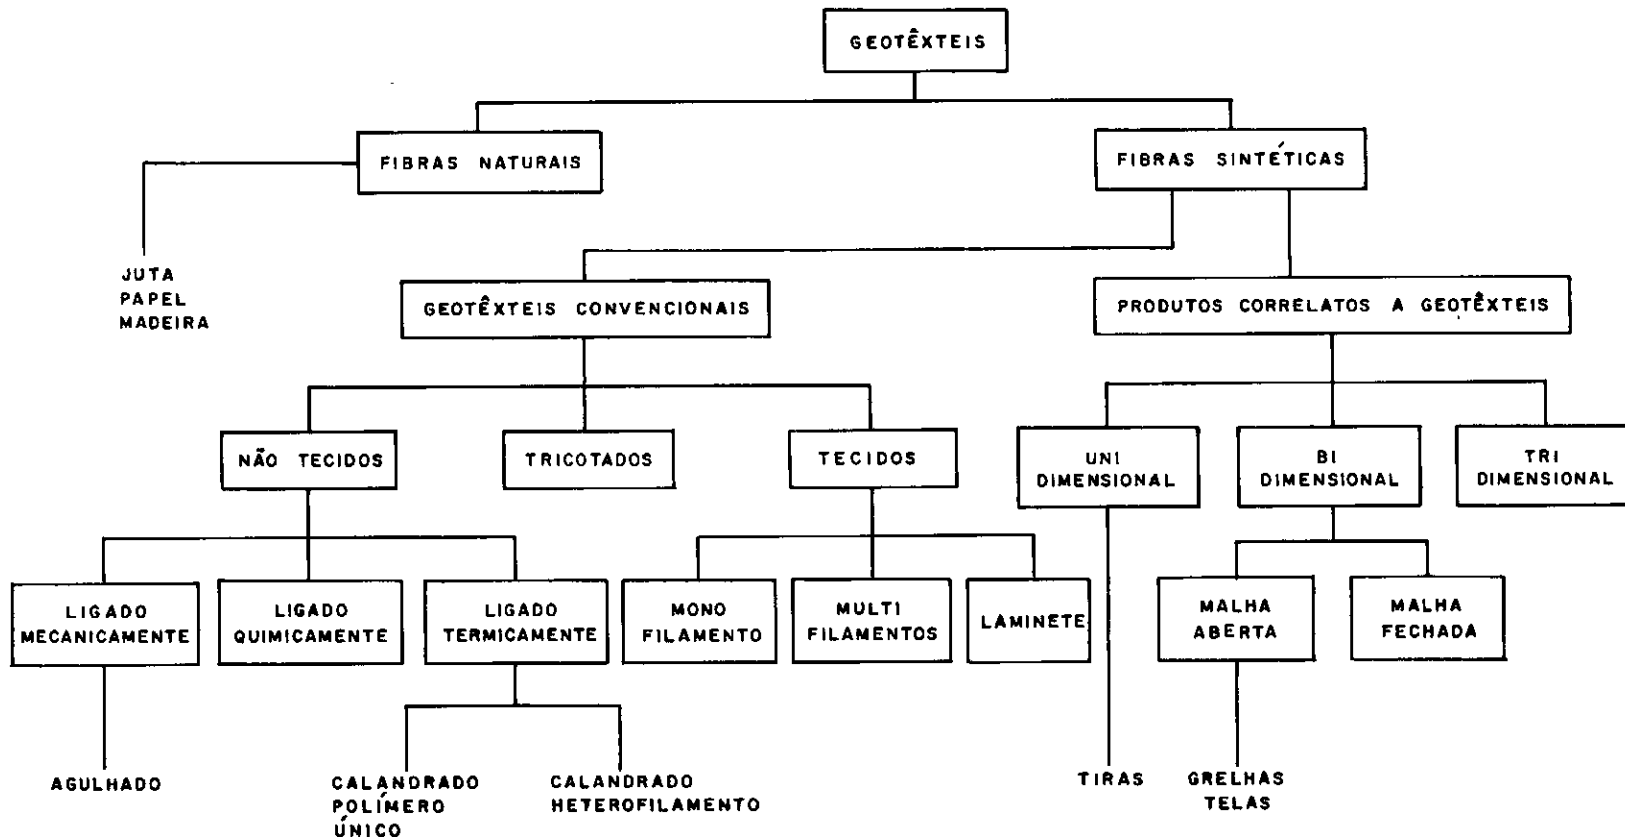 GEOTÊXTEIS
FIBRAS NATURAIS
FIBRAS SINTÉTICAS
JUTA
PAPEL
MADEIRA
GEOTÊXTEIS CONVENCIONAIS
PRODUTOS CORRELATOS A GEOTÊXTEIS
NÃO TECIDOS
TRICOTADOS
TECIDOS
UNI
DIMENSIONAL
BI
DIMENSIONAL
TRI
DIMENSIONAL
LIGADO
MECANICAMENTE
LIGADO
QUIMICAMENTE
LIGADO
TERMICAMENTE
MONO
FILAMENTO
MULTI
FILAMENTOS
LAMINETE
MALHA
ABERTA
MALHA
FECHADA
AGULHADO
CALANDRADO
POLÍMERO
ÚNICO
CALANDRADO
HETEROFILAMENTO
TIRAS
GRELHAS
TELAS